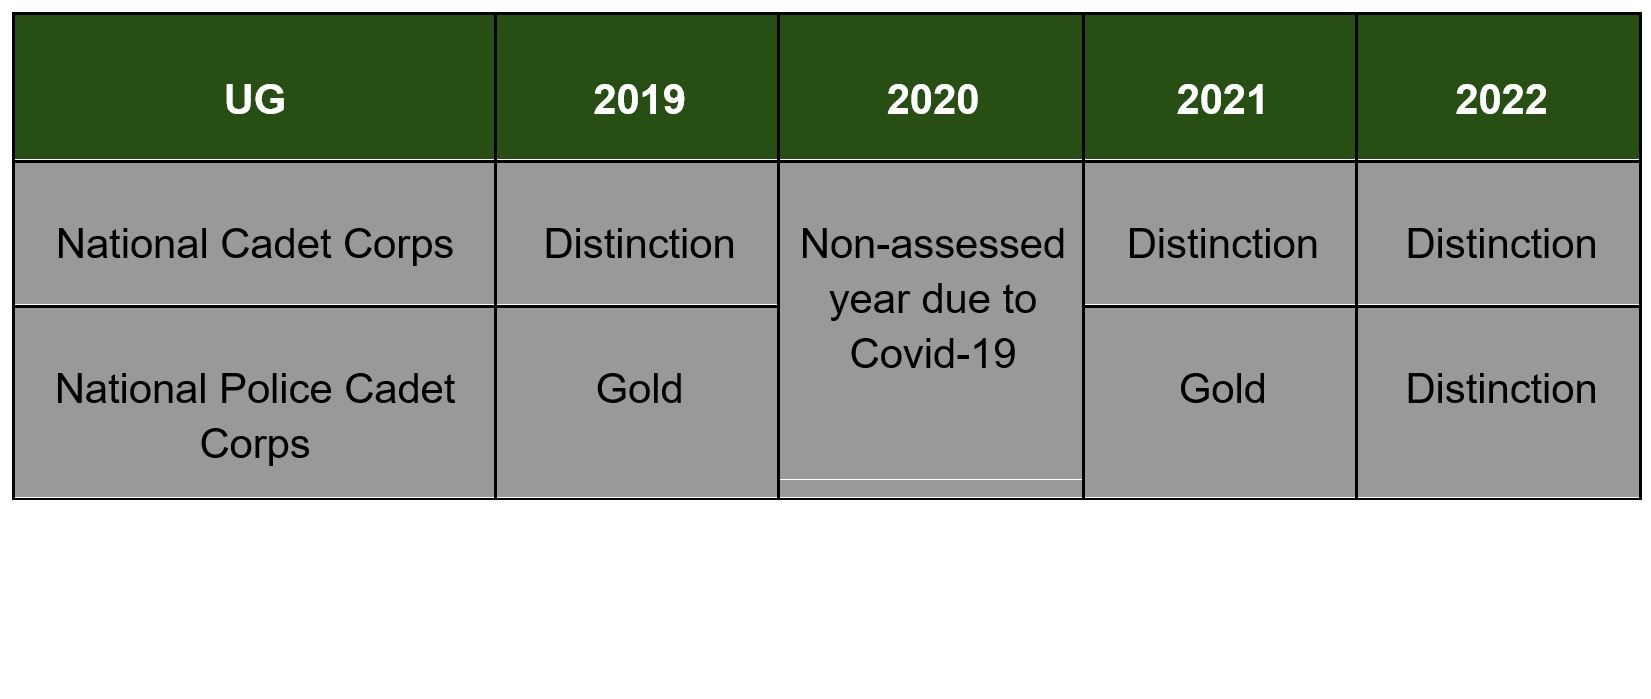 UG 2019 2020 2021 2022
National Cadet Corps Distinction Non-assessed year due to Covid-19 Distinction Distinction
National Police Cadet Corps Gold Gold Distinction